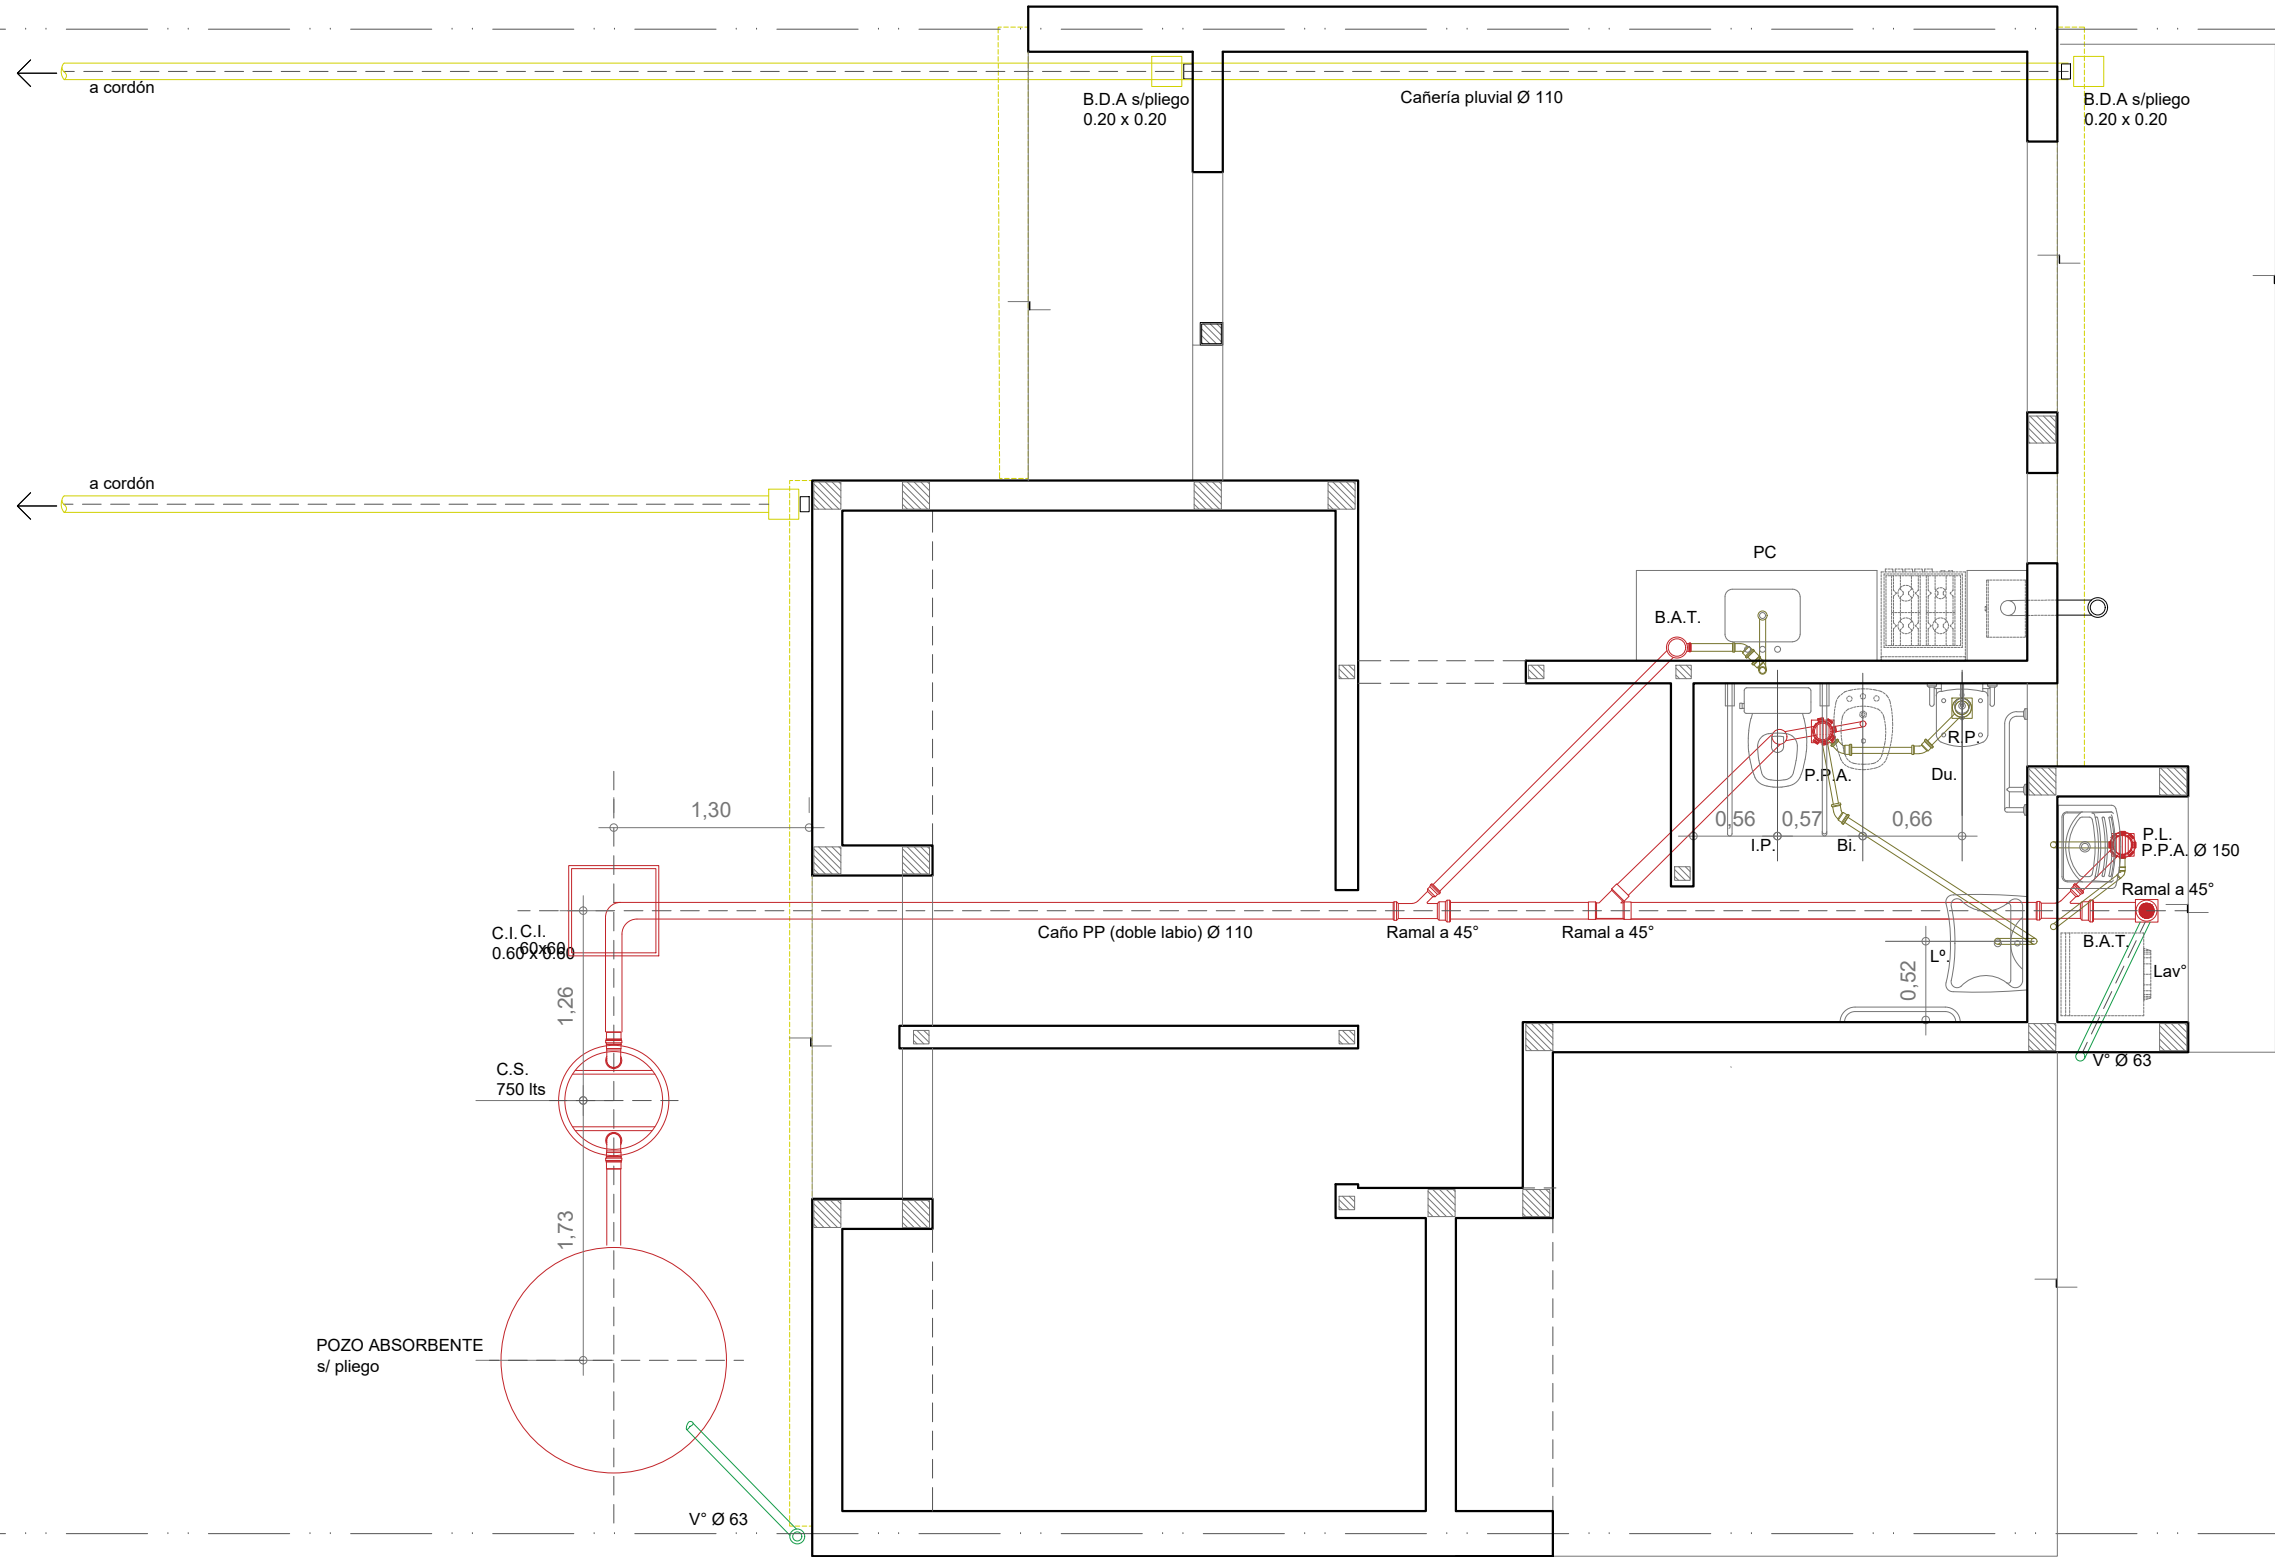 a cordón
B.D.A s/pliego
0.20 x 0.20
Cañería pluvial Ø 110
B.D.A s/pliego
0.20 x 0.20
a cordón
PC
B.A.T.
R.P.
P.P.A.
Du.
1,30
0,56
0,57
0,66
I.P.
Bi.
P.L.
P.P.A. Ø 150
Ramal a 45°
C.I.
0.60 x 0.60
C.I.
60x60
Caño PP (doble labio) Ø 110
Ramal a 45°
Ramal a 45°
B.A.T.
Lº.
0,52
Lav°
1,26
V° Ø 63
C.S.
750 lts
1,73
POZO ABSORBENTE
s/ pliego
V° Ø 63